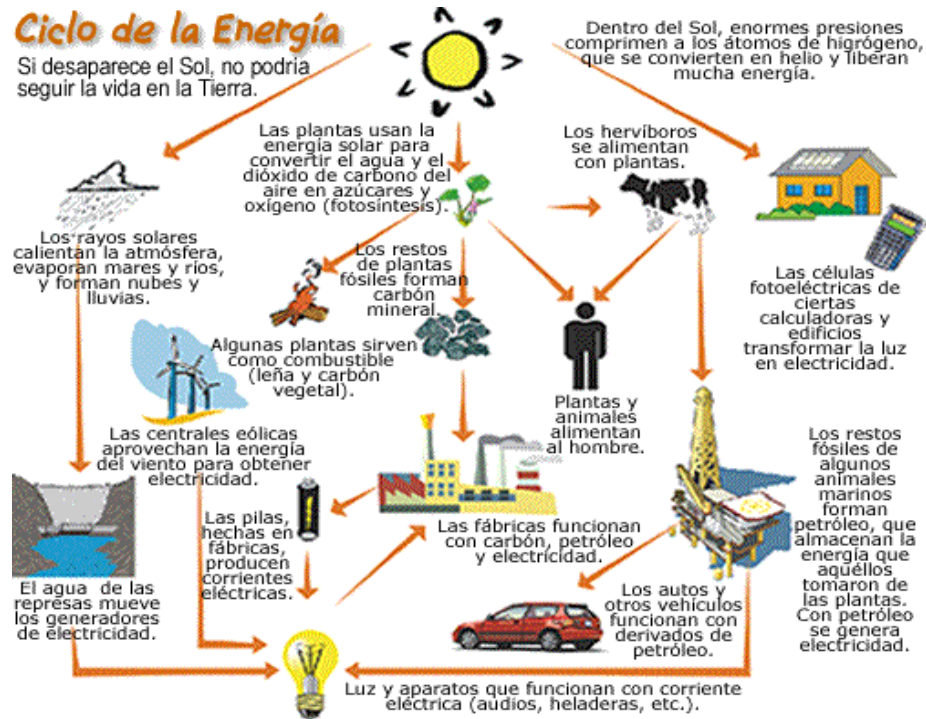 Ciclo de la Energía
Si desaparece el Sol, no podria
seguir la vida en la Tierra.
Dentro del Sol, enormes presiones
comprimen a los átomos de higrógeno,
que se convierten en helio y liberan
mucha energía.
Las plantas usan la
energía solar para
convertir el agua y el
dióxido de carbono del
aire en azúcares y
oxígeno (fotosíntesis).
Los hervíboros
se alimentan
con plantas.
Los rayos solares
calientan la atmósfera,
evaporan mares y ríos,
y forman nubes y
lluvias.
Los restos
de plantas
fósiles forman
carbón
mineral.
Las células
fotoeléctricas de
ciertas
calculadoras y
edificios
transformar la luz
en electricidad.
Algunas plantas sirven
como combustible
(leña y carbón
vegetal).
Plantas y
animales
alimentan
al hombre.
Las centrales eólicas
aprovechan la energía
del viento para obtener
electricidad.
Los restos
fósiles de
algunos
animales
marinos
forman
petróleo, que
almacenan la
energía que
aquéllos
tomaron de
las plantas.
Con petróleo
se genera
electricidad.
Las pilas,
hechas en
fábricas,
producen
corrientes
eléctricas.
Las fábricas funcionan
con carbón, petróleo
y electricidad.
El agua de las
represas mueve
los generadores
de electricidad.
Los autos y
otros vehículos
funcionan con
derivados de
petróleo.
Luz y aparatos que funcionan con corriente
eléctrica (audios, heladeras, etc.).